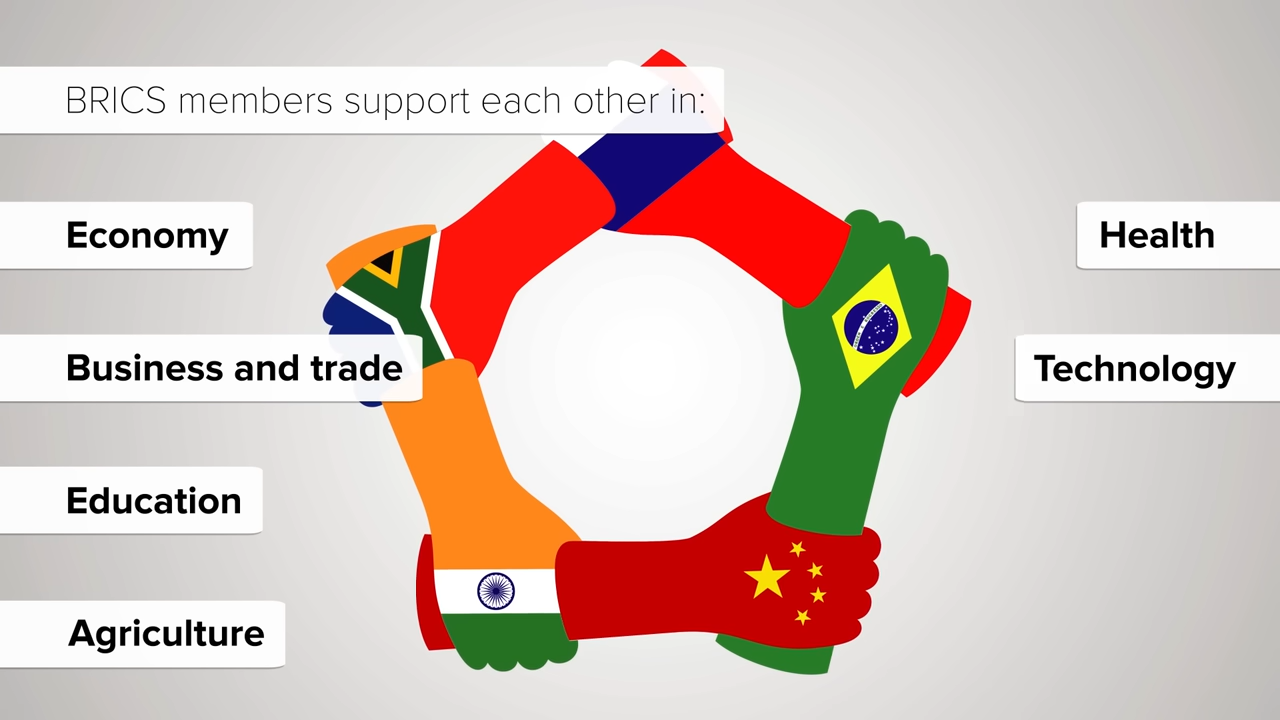 BRICS members support each other in:
Economy
Business and trade
Education
Agriculture
Health
Technology